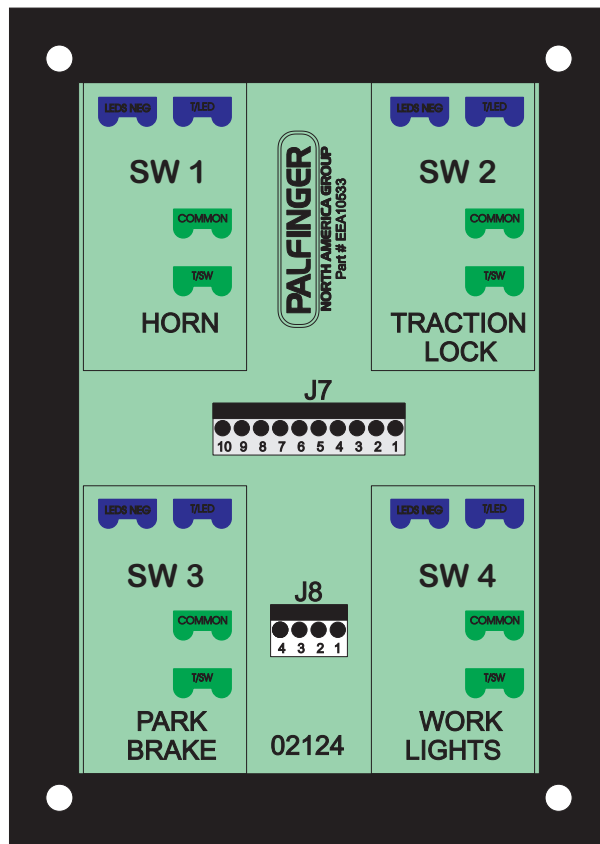 LEDS NEG T/LED
SW 1
COMMON
T/SW
HORN
PALFINGER
NORTH AMERICA GROUP
Part # EEA10533
LEDS NEG T/LED
SW 2
COMMON
T/SW
TRACTION
LOCK
J7
10 9 8 7 6 5 4 3 2 1
LEDS NEG T/LED
SW 3
COMMON
T/SW
PARK
BRAKE
J8
4 3 2 1
02124
LEDS NEG T/LED
SW 4
COMMON
T/SW
WORK
LIGHTS